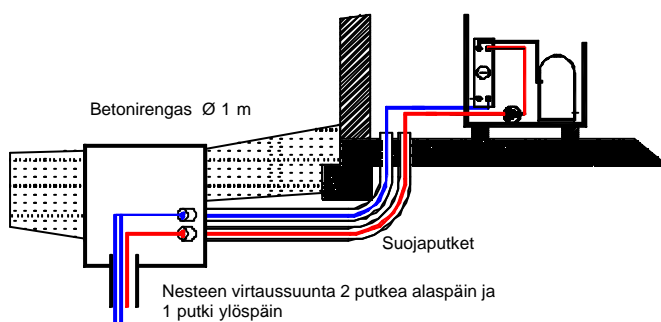 Betonirengas Ø 1 m
Suojaputket
Nesteen virtaussuunta 2 putkea alaspäin ja
1 putki ylöspäin